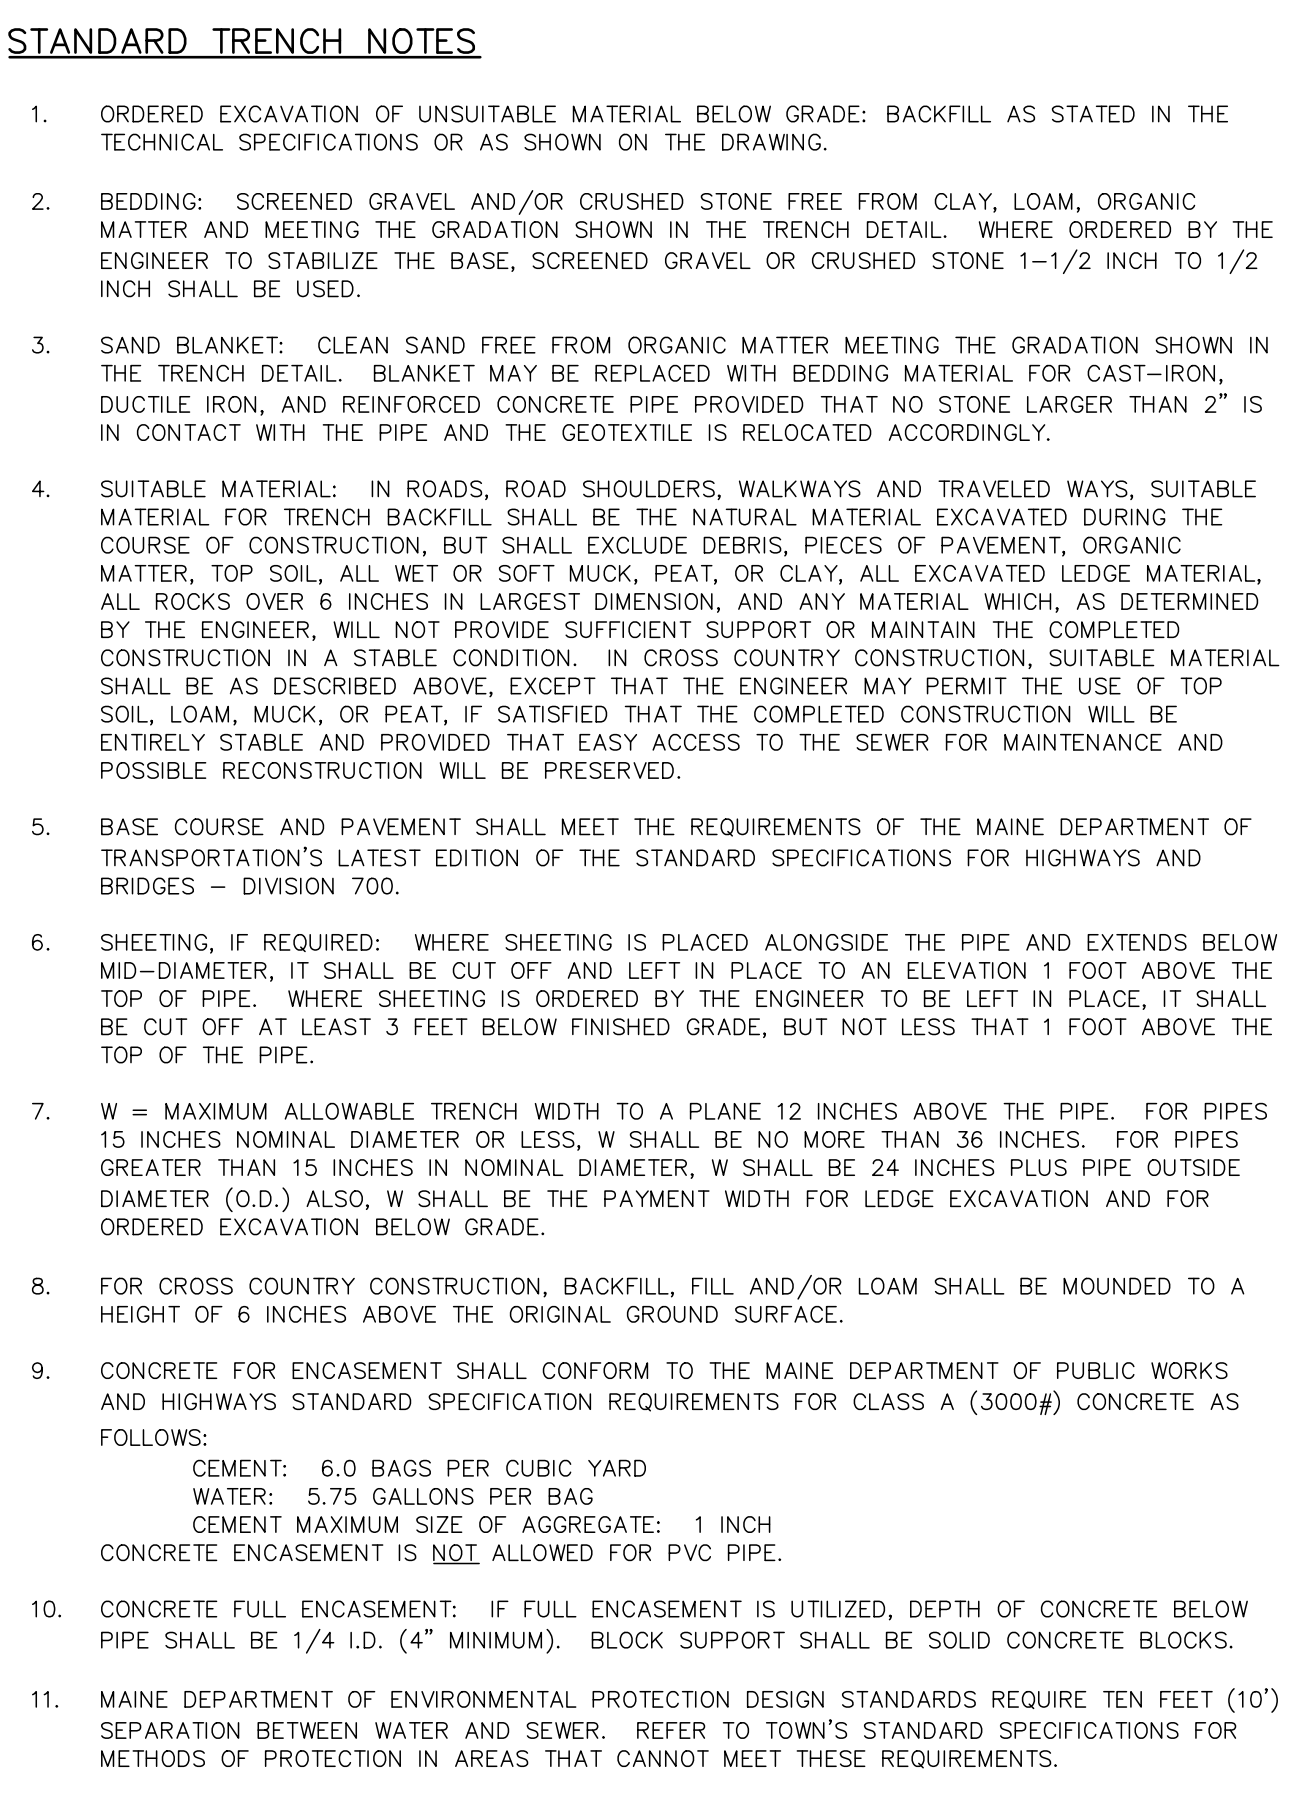 STANDARD TRENCH NOTES
1. ORDERED EXCAVATION OF UNSUITABLE MATERIAL BELOW GRADE: BACKFILL AS STATED IN THE
TECHNICAL SPECIFICATIONS OR AS SHOWN ON THE DRAWING.
2. BEDDING: SCREENED GRAVEL AND/OR CRUSHED STONE FREE FROM CLAY, LOAM, ORGANIC
MATTER AND MEETING THE GRADATION SHOWN IN THE TRENCH DETAIL. WHERE ORDERED BY THE
ENGINEER TO STABILIZE THE BASE, SCREENED GRAVEL OR CRUSHED STONE 1-1/2 INCH TO 1/2
INCH SHALL BE USED.
3. SAND BLANKET: CLEAN SAND FREE FROM ORGANIC MATTER MEETING THE GRADATION SHOWN IN
THE TRENCH DETAIL. BLANKET MAY BE REPLACED WITH BEDDING MATERIAL FOR CAST-IRON,
DUCTILE IRON, AND REINFORCED CONCRETE PIPE PROVIDED THAT NO STONE LARGER THAN 2" IS
IN CONTACT WITH THE PIPE AND THE GEOTEXTILE IS RELOCATED ACCORDINGLY.
4. SUITABLE MATERIAL: IN ROADS, ROAD SHOULDERS, WALKWAYS AND TRAVELED WAYS, SUITABLE
MATERIAL FOR TRENCH BACKFILL SHALL BE THE NATURAL MATERIAL EXCAVATED DURING THE
COURSE OF CONSTRUCTION, BUT SHALL EXCLUDE DEBRIS, PIECES OF PAVEMENT, ORGANIC
MATTER, TOP SOIL, ALL WET OR SOFT MUCK, PEAT, OR CLAY, ALL EXCAVATED LEDGE MATERIAL,
ALL ROCKS OVER 6 INCHES IN LARGEST DIMENSION, AND ANY MATERIAL WHICH, AS DETERMINED
BY THE ENGINEER, WILL NOT PROVIDE SUFFICIENT SUPPORT OR MAINTAIN THE COMPLETED
CONSTRUCTION IN A STABLE CONDITION. IN CROSS COUNTRY CONSTRUCTION, SUITABLE MATERIAL
SHALL BE AS DESCRIBED ABOVE, EXCEPT THAT THE ENGINEER MAY PERMIT THE USE OF TOP
SOIL, LOAM, MUCK, OR PEAT, IF SATISFIED THAT THE COMPLETED CONSTRUCTION WILL BE
ENTIRELY STABLE AND PROVIDED THAT EASY ACCESS TO THE SEWER FOR MAINTENANCE AND
POSSIBLE RECONSTRUCTION WILL BE PRESERVED.
5. BASE COURSE AND PAVEMENT SHALL MEET THE REQUIREMENTS OF THE MAINE DEPARTMENT OF
TRANSPORTATION'S LATEST EDITION OF THE STANDARD SPECIFICATIONS FOR HIGHWAYS AND
BRIDGES - DIVISION 700.
6. SHEETING, IF REQUIRED: WHERE SHEETING IS PLACED ALONGSIDE THE PIPE AND EXTENDS BELOW
MID-DIAMETER, IT SHALL BE CUT OFF AND LEFT IN PLACE TO AN ELEVATION 1 FOOT ABOVE THE
TOP OF PIPE. WHERE SHEETING IS ORDERED BY THE ENGINEER TO BE LEFT IN PLACE, IT SHALL
BE CUT OFF AT LEAST 3 FEET BELOW FINISHED GRADE, BUT NOT LESS THAT 1 FOOT ABOVE THE
TOP OF THE PIPE.
7. W = MAXIMUM ALLOWABLE TRENCH WIDTH TO A PLANE 12 INCHES ABOVE THE PIPE. FOR PIPES
15 INCHES NOMINAL DIAMETER OR LESS, W SHALL BE NO MORE THAN 36 INCHES. FOR PIPES
GREATER THAN 15 INCHES IN NOMINAL DIAMETER, W SHALL BE 24 INCHES PLUS PIPE OUTSIDE
DIAMETER (O.D.) ALSO, W SHALL BE THE PAYMENT WIDTH FOR LEDGE EXCAVATION AND FOR
ORDERED EXCAVATION BELOW GRADE.
8. FOR CROSS COUNTRY CONSTRUCTION, BACKFILL, FILL AND/OR LOAM SHALL BE MOUNDED TO A
HEIGHT OF 6 INCHES ABOVE THE ORIGINAL GROUND SURFACE.
9. CONCRETE FOR ENCASEMENT SHALL CONFORM TO THE MAINE DEPARTMENT OF PUBLIC WORKS
AND HIGHWAYS STANDARD SPECIFICATION REQUIREMENTS FOR CLASS A (3000#) CONCRETE AS
FOLLOWS:
CEMENT: 6.0 BAGS PER CUBIC YARD
WATER: 5.75 GALLONS PER BAG
CEMENT MAXIMUM SIZE OF AGGREGATE: 1 INCH
CONCRETE ENCASEMENT IS NOT ALLOWED FOR PVC PIPE.
10. CONCRETE FULL ENCASEMENT: IF FULL ENCASEMENT IS UTILIZED, DEPTH OF CONCRETE BELOW
PIPE SHALL BE 1/4 I.D. (4" MINIMUM). BLOCK SUPPORT SHALL BE SOLID CONCRETE BLOCKS.
11. MAINE DEPARTMENT OF ENVIRONMENTAL PROTECTION DESIGN STANDARDS REQUIRE TEN FEET (10')
SEPARATION BETWEEN WATER AND SEWER. REFER TO TOWN'S STANDARD SPECIFICATIONS FOR
METHODS OF PROTECTION IN AREAS THAT CANNOT MEET THESE REQUIREMENTS.